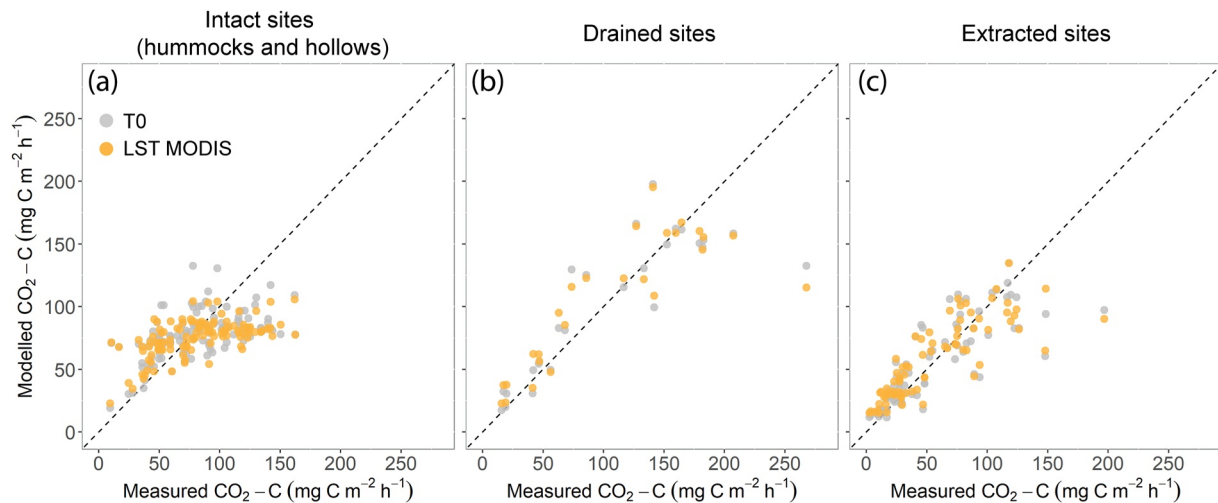 Intact sites
(hummocks and hollows)
Drained sites
Extracted sites
(a)
(b)
(c)
T0
LST MODIS
Modelled CO₂ – C (mg C m⁻² h⁻¹)
250
200
150
100
50
0
0 50 100 150 200 250
0 50 100 150 200 250
0 50 100 150 200 250
Measured CO₂ – C (mg C m⁻² h⁻¹)
Measured CO₂ – C (mg C m⁻² h⁻¹)
Measured CO₂ – C (mg C m⁻² h⁻¹)